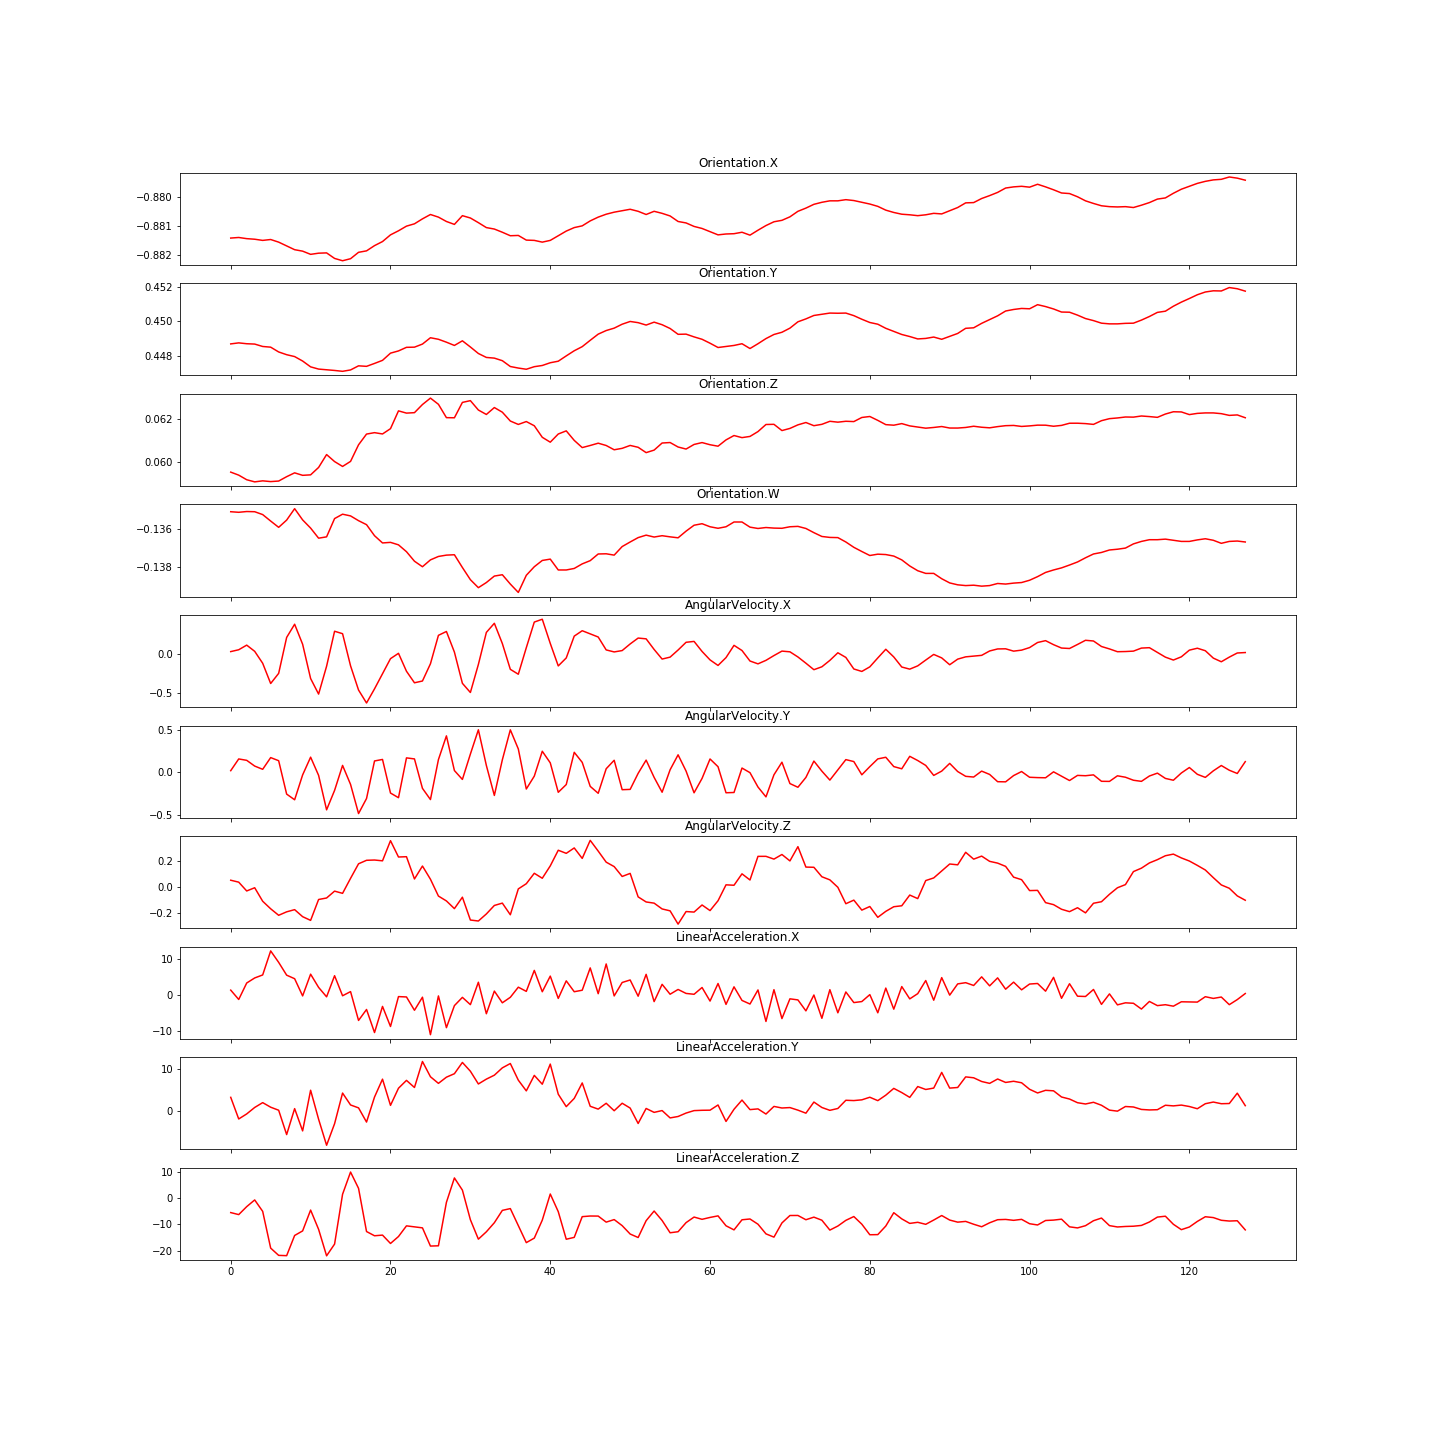 Orientation.X
−0.880
−0.881
−0.882
Orientation.Y
0.452
0.450
0.448
Orientation.Z
0.062
0.060
Orientation.W
−0.136
−0.138
AngularVelocity.X
0.0
−0.5
AngularVelocity.Y
0.5
0.0
−0.5
AngularVelocity.Z
0.2
0.0
−0.2
LinearAcceleration.X
10
0
−10
LinearAcceleration.Y
10
0
LinearAcceleration.Z
10
0
−10
−20
0 20 40 60 80 100 120